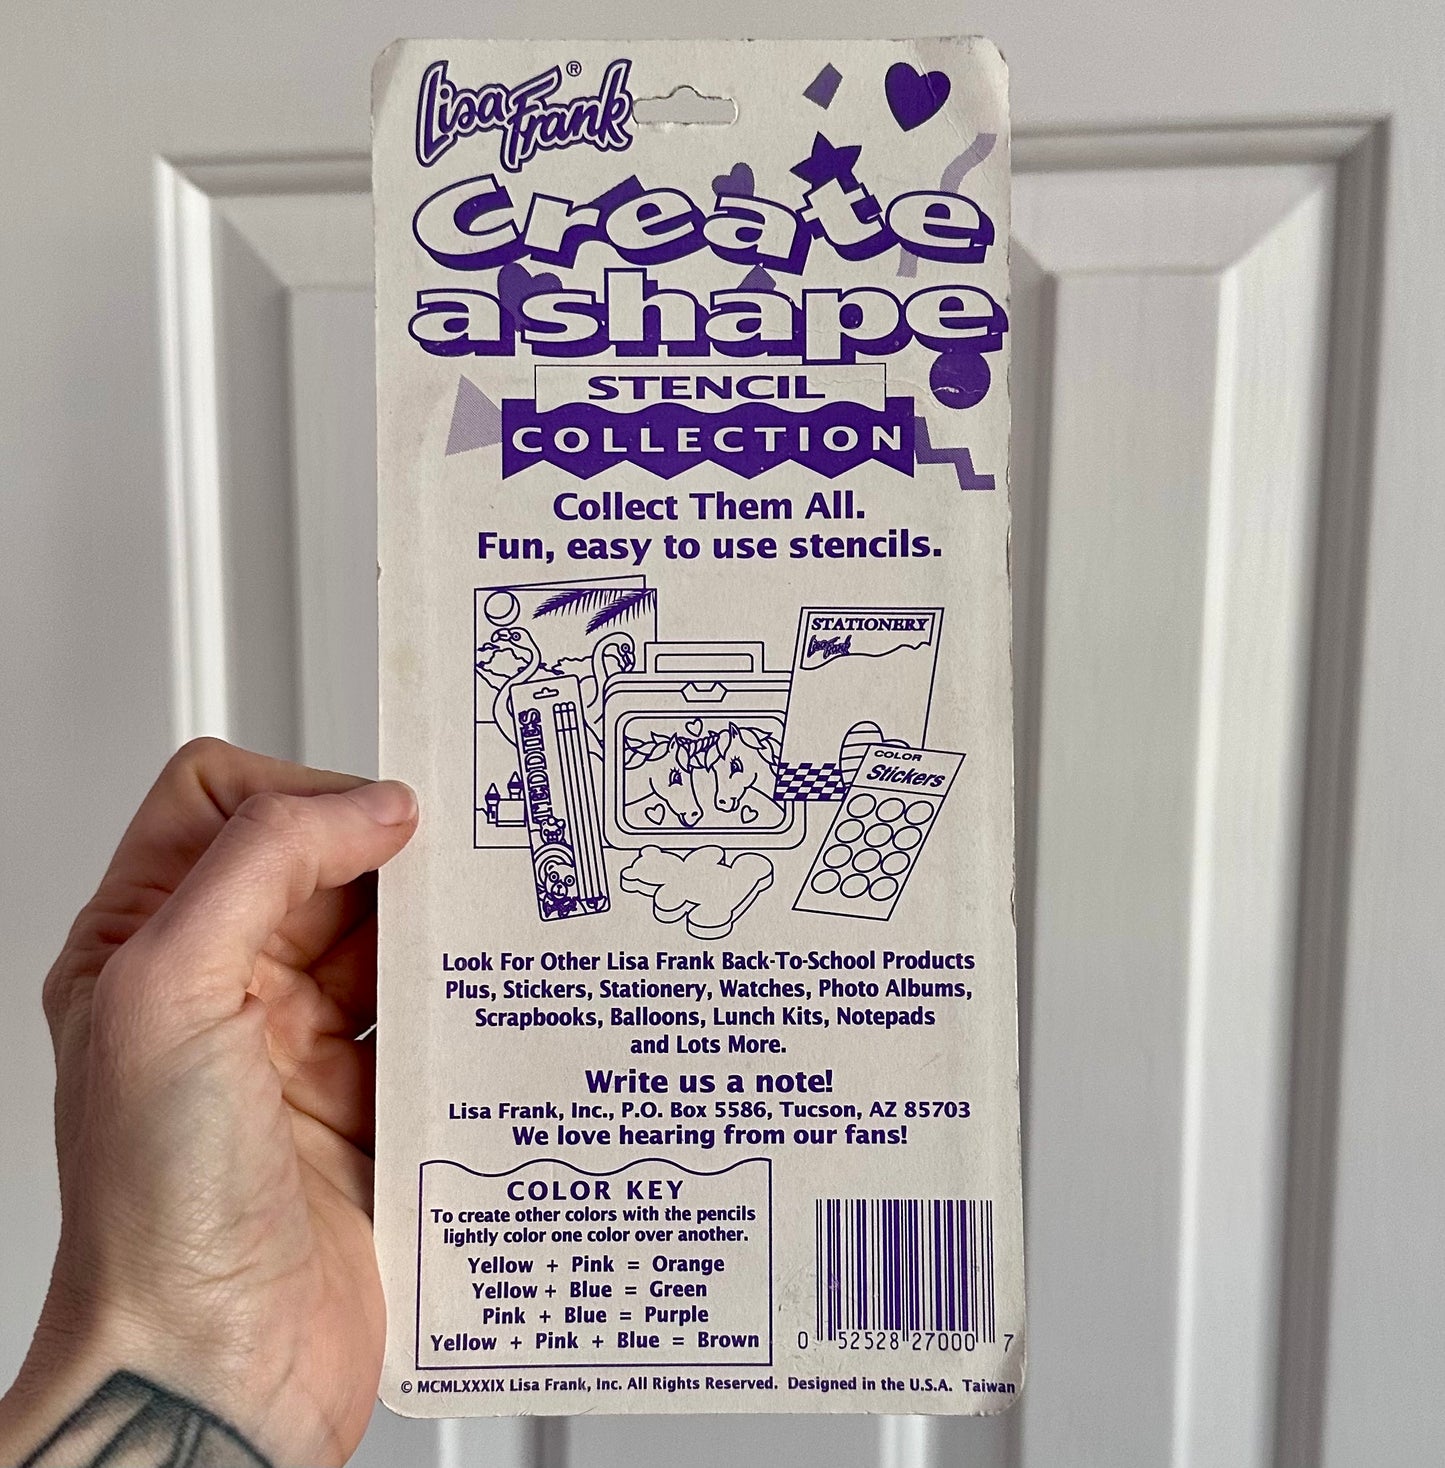 Lisa Frank®
Create
a shape
STENCIL
COLLECTION
Collect Them All.
Fun, easy to use stencils.
STATIONERY
Lisa Frank
TEDDIES
COLOR
Stickers
Look For Other Lisa Frank Back-To-School Products
Plus, Stickers, Stationery, Watches, Photo Albums,
Scrapbooks, Balloons, Lunch Kits, Notepads
and Lots More.
Write us a note!
Lisa Frank, Inc., P.O. Box 5586, Tucson, AZ 85703
We love hearing from our fans!
COLOR KEY
To create other colors with the pencils
lightly color one color over another.
Yellow + Pink = Orange
Yellow + Blue = Green
Pink + Blue = Purple
Yellow + Pink + Blue = Brown
0 52528 27000 7
© MCMLXXXIX Lisa Frank, Inc. All Rights Reserved. Designed in the U.S.A. Taiwan